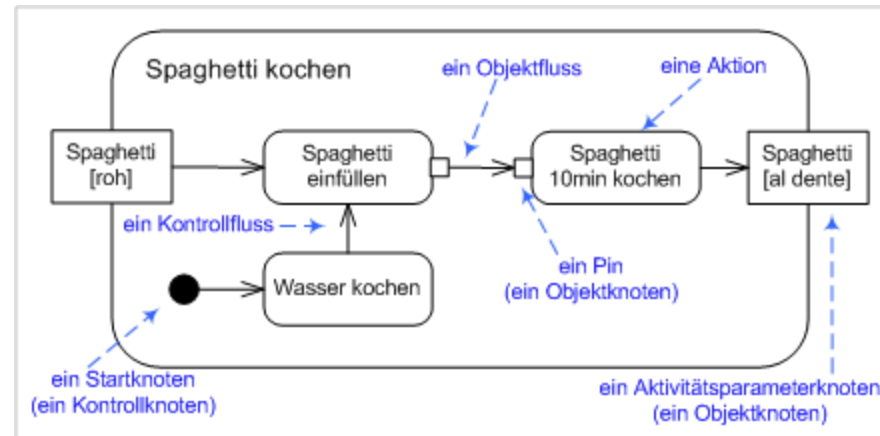 Spaghetti kochen
ein Objektfluss
eine Aktion
Spaghetti
[roh]
Spaghetti
einfüllen
Spaghetti
10min kochen
Spaghetti
[al dente]
ein Kontrollfluss
Wasser kochen
ein Pin
(ein Objektknoten)
ein Startknoten
(ein Kontrollknoten)
ein Aktivitätsparameterknoten
(ein Objektknoten)